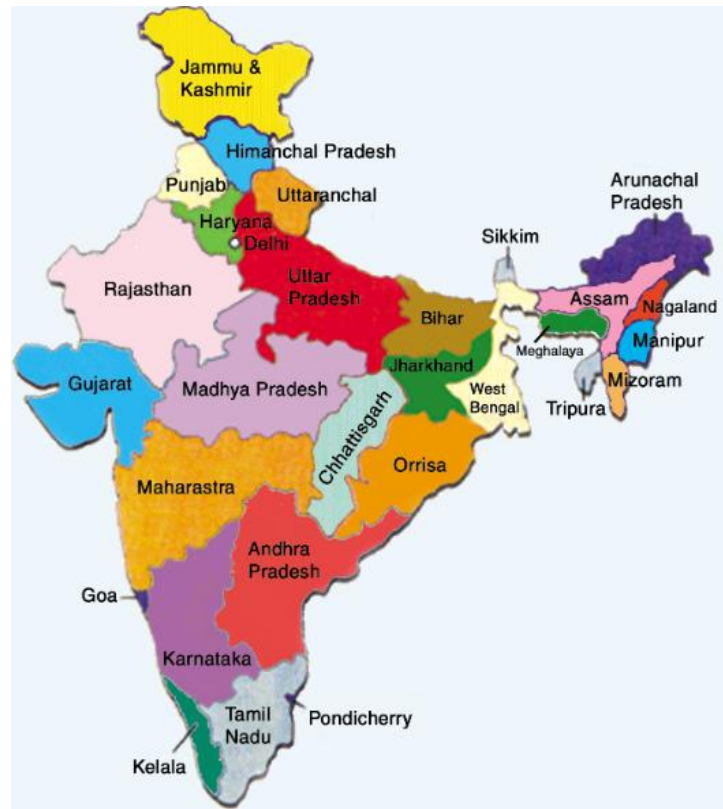 Jammu &
Kashmir
Himanchal Pradesh
Punjab
Uttaranchal
Arunachal
Pradesh
Haryana
Delhi
Sikkim
Rajasthan
Uttar
Pradesh
Assam
Nagaland
Bihar
Manipur
Meghalaya
Jharkhand
Gujarat
Madhya Pradesh
West
Bengal
Mizoram
Tripura
Chhattisgarh
Orrisa
Maharastra
Andhra
Pradesh
Goa
Karnataka
Tamil
Nadu
Pondicherry
Kelala